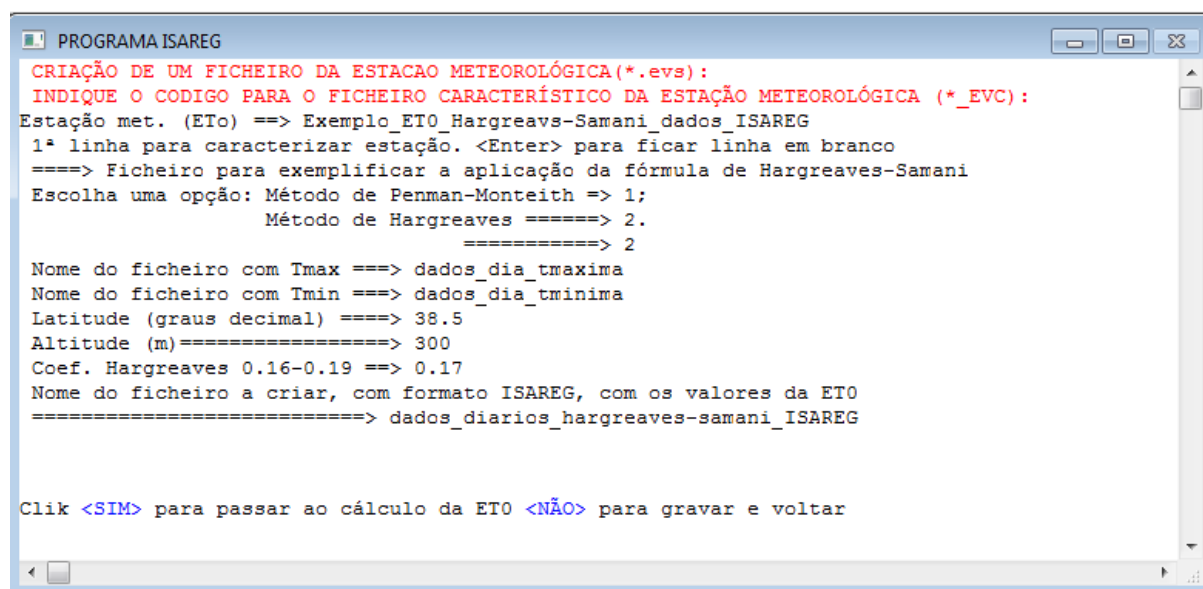 PROGRAMA ISAREG
CRIAÇÃO DE UM FICHEIRO DA ESTACAO METEOROLÓGICA(*.evs):
INDIQUE O CODIGO PARA O FICHEIRO CARACTERÍSTICO DA ESTAÇÃO METEOROLÓGICA (*_EVC):
Estação met. (ETo) ==> Exemplo_ET0_Hargreavs-Samani_dados_ISAREG
1ª linha para caracterizar estação. <Enter> para ficar linha em branco
====> Ficheiro para exemplificar a aplicação da fórmula de Hargreaves-Samani
Escolha uma opção: Método de Penman-Monteith => 1;
Método de Hargreaves ======> 2.
===========> 2
Nome do ficheiro com Tmax ===> dados_dia_tmaxima
Nome do ficheiro com Tmin ===> dados_dia_tminima
Latitude (graus decimal) ====> 38.5
Altitude (m)=================> 300
Coef. Hargreaves 0.16-0.19 ==> 0.17
Nome do ficheiro a criar, com formato ISAREG, com os valores da ET0
===========================> dados_diarios_hargreaves-samani_ISAREG
Clik <SIM> para passar ao cálculo da ET0 <NÃO> para gravar e voltar